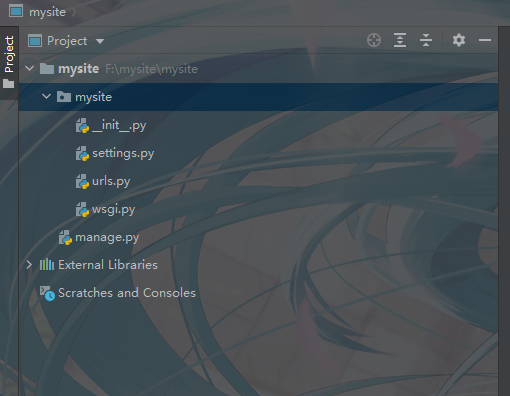 mysite
Project
Project
mysite F:\mysite\mysite
mysite
__init__.py
settings.py
urls.py
wsgi.py
manage.py
External Libraries
Scratches and Consoles